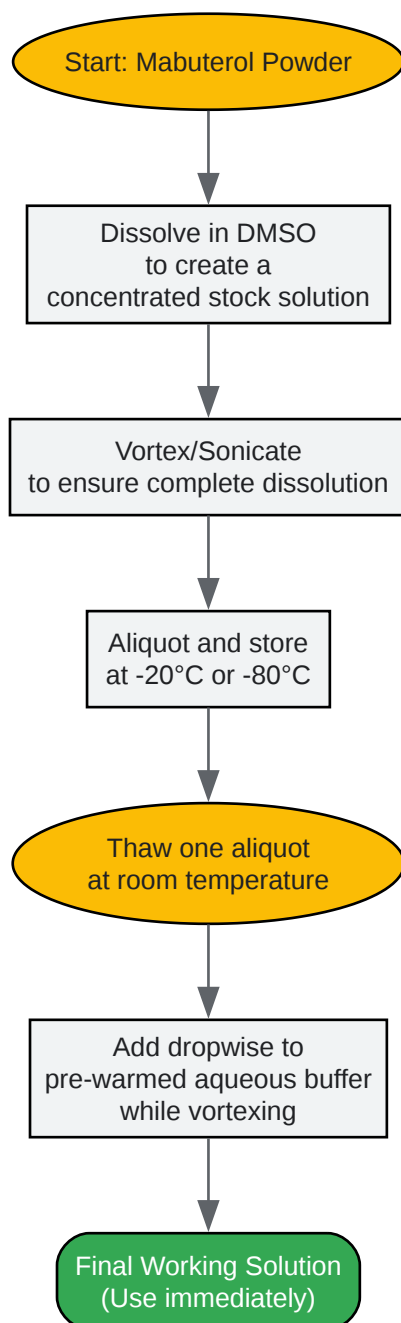 Start: Mabuterol Powder
Dissolve in DMSO
to create a
concentrated stock solution
Vortex/Sonicate
to ensure complete dissolution
Aliquot and store
at -20°C or -80°C
Thaw one aliquot
at room temperature
Add dropwise to
pre-warmed aqueous buffer
while vortexing
Final Working Solution
(Use immediately)